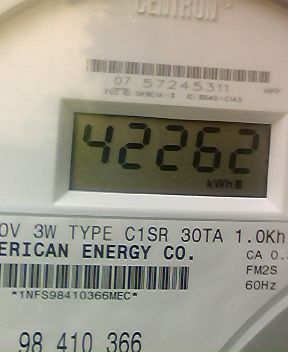 CENTRON
07 57245311
42262
kWh
0V 3W TYPE C1SR 30TA 1.0Kh
ERICAN ENERGY CO.
CA 0.
FM2S
*1NFS98410366MEC*
60Hz
98 410 366